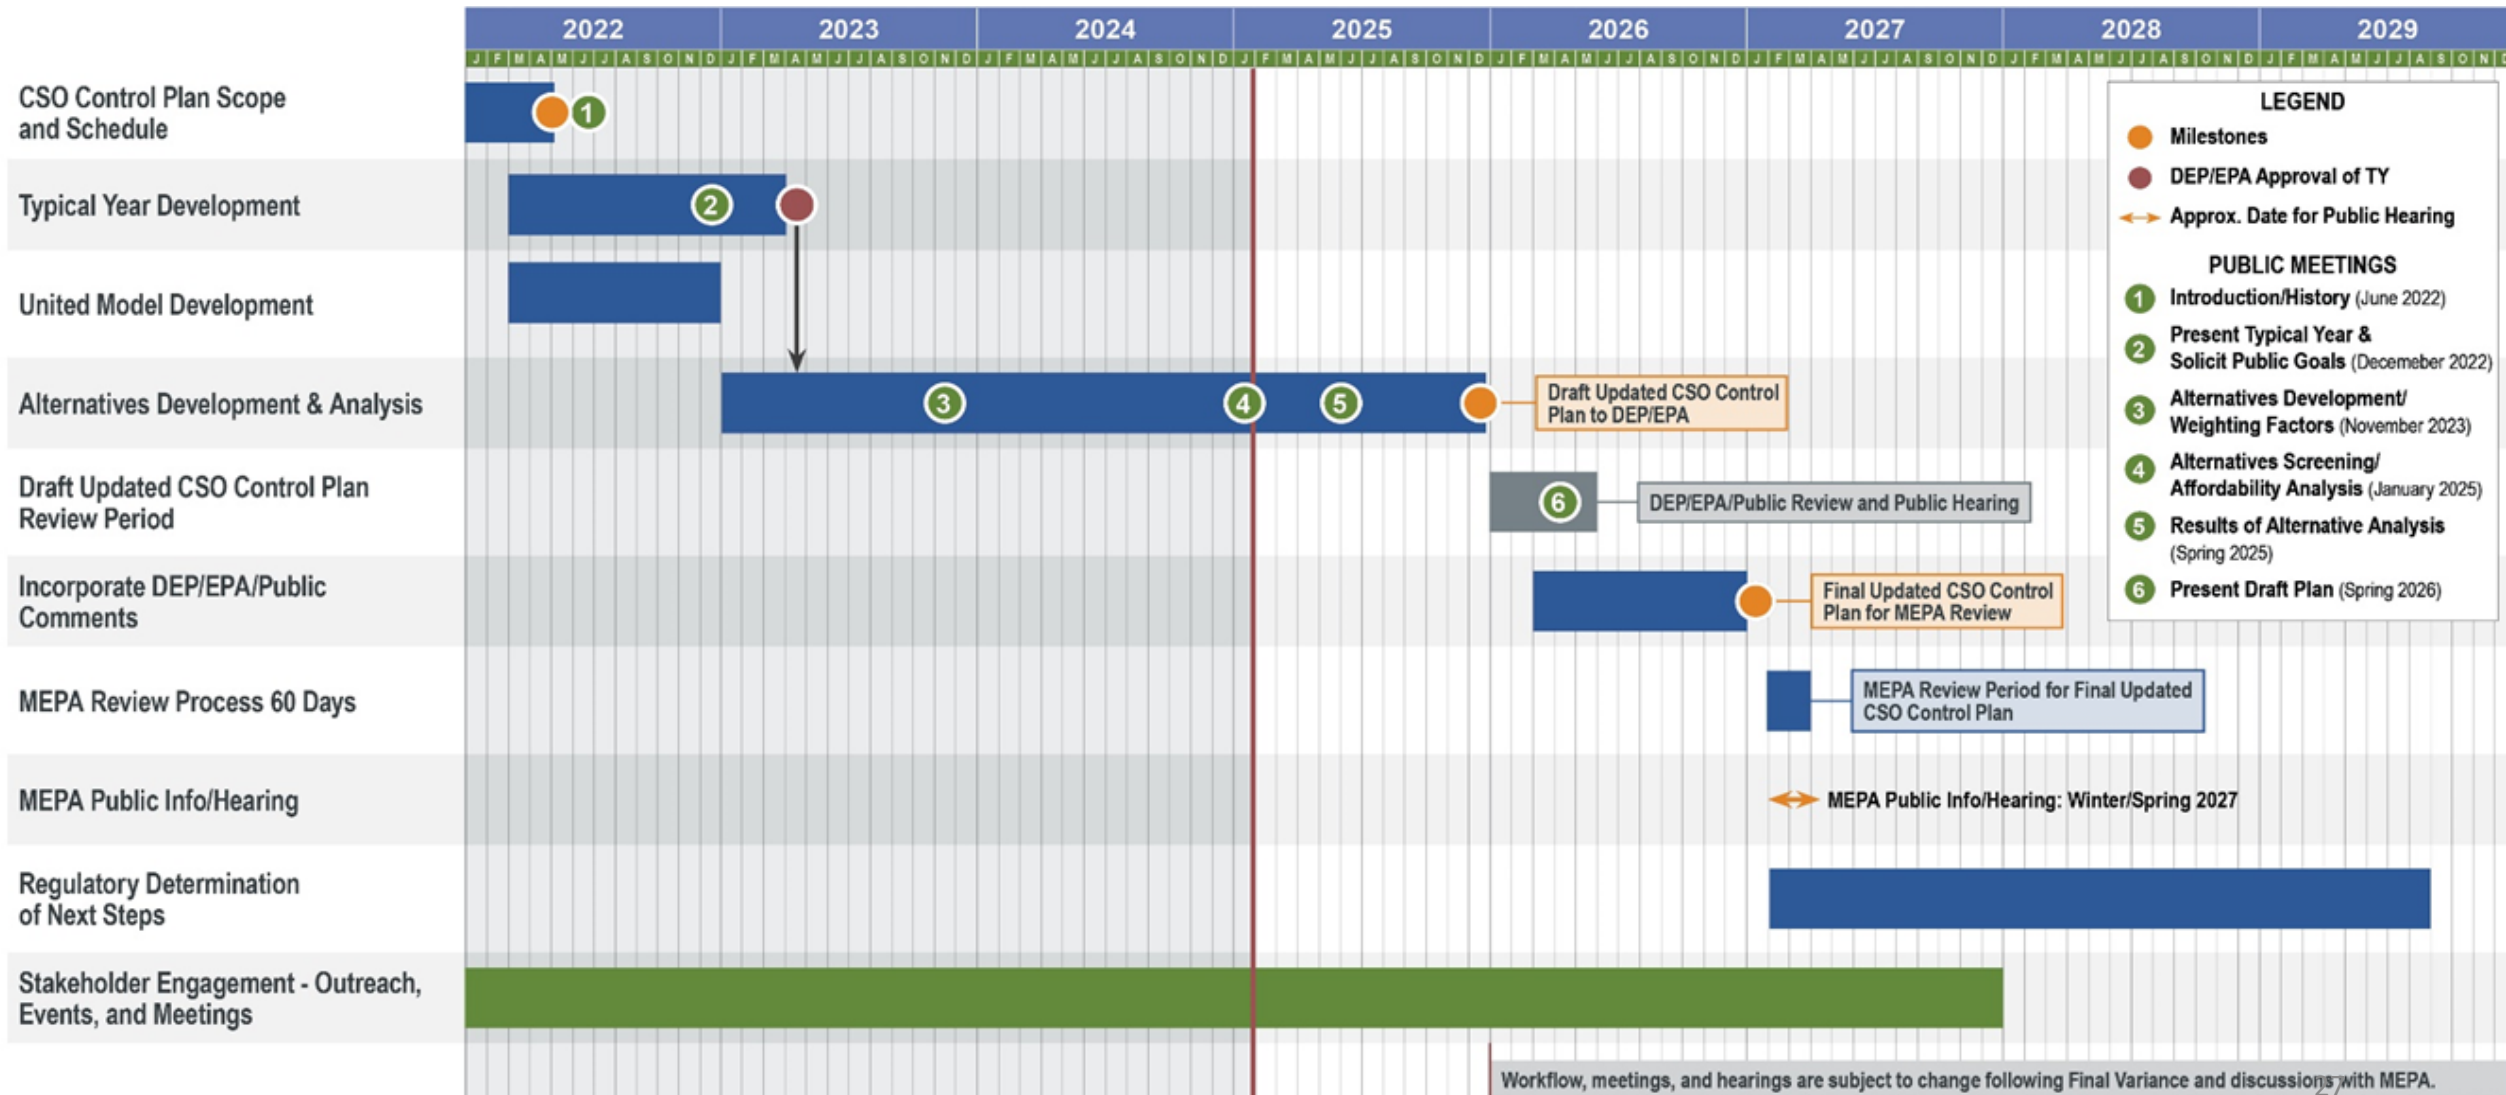 2022 2023 2024 2025 2026 2027 2028 2029
J F M A M J J A S O N D J F M A M J J A S O N D J F M A M J J A S O N D J F M A M J J A S O N D J F M A M J J A S O N D J F M A M J J A S O N D J F M A M J J A S O N D J F M A M J J A S O N D
CSO Control Plan Scope
and Schedule
1
Typical Year Development
2
United Model Development
Alternatives Development & Analysis
3 4 5
Draft Updated CSO Control
Plan to DEP/EPA
Draft Updated CSO Control Plan
Review Period
6
DEP/EPA/Public Review and Public Hearing
Incorporate DEP/EPA/Public
Comments
Final Updated CSO Control
Plan for MEPA Review
MEPA Review Process 60 Days
MEPA Review Period for Final Updated
CSO Control Plan
MEPA Public Info/Hearing
MEPA Public Info/Hearing: Winter/Spring 2027
Regulatory Determination
of Next Steps
Stakeholder Engagement - Outreach,
Events, and Meetings
LEGEND
Milestones
DEP/EPA Approval of TY
Approx. Date for Public Hearing
PUBLIC MEETINGS
1 Introduction/History (June 2022)
2 Present Typical Year &
Solicit Public Goals (Decemeber 2022)
3 Alternatives Development/
Weighting Factors (November 2023)
4 Alternatives Screening/
Affordability Analysis (January 2025)
5 Results of Alternative Analysis
(Spring 2025)
6 Present Draft Plan (Spring 2026)
Workflow, meetings, and hearings are subject to change following Final Variance and discussions with MEPA.
27